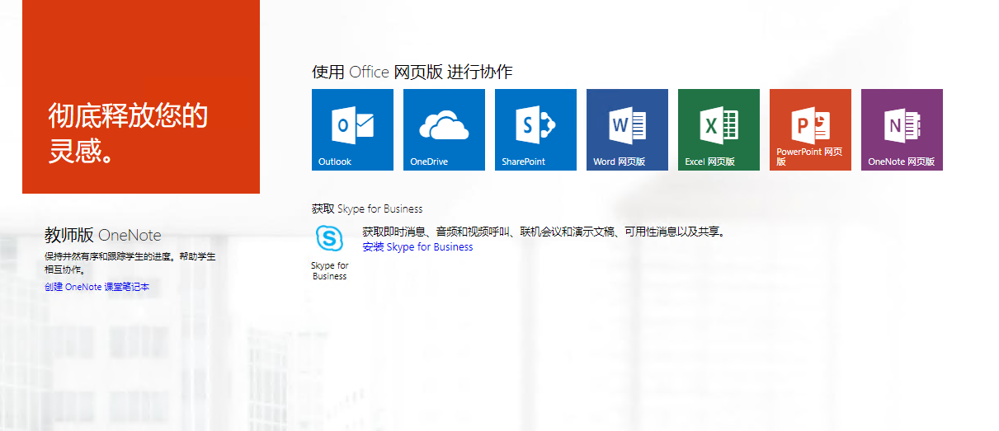 彻底释放您的
灵感。
教师版 OneNote
保持井然有序和跟踪学生的进度。帮助学生
相互协作。
创建 OneNote 课堂笔记本
使用 Office 网页版 进行协作
Outlook
OneDrive
SharePoint
Word 网页版
Excel 网页版
PowerPoint 网页
版
OneNote 网页版
获取 Skype for Business
获取即时消息、音频和视频呼叫、联机会议和演示文稿、可用性消息以及共享。
安装 Skype for Business
Skype for
Business